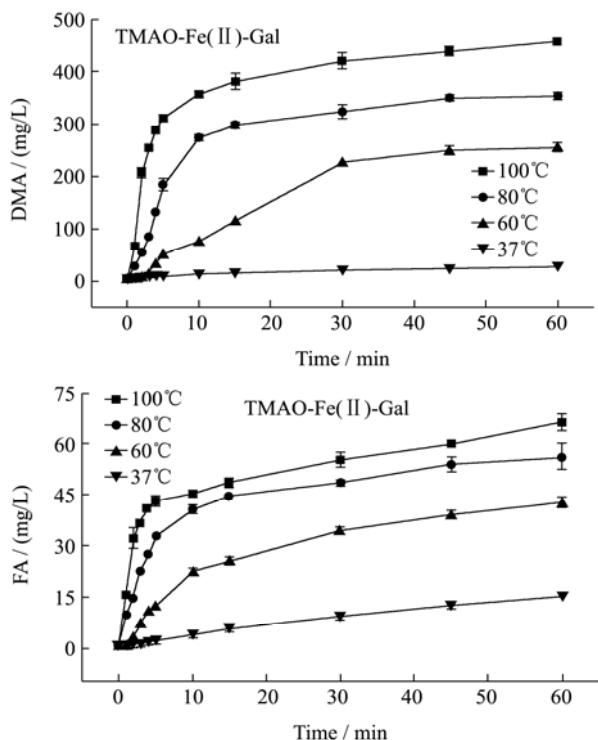 TMAO-Fe(Ⅱ)-Gal
500
400
300
200
100
0
DMA / (mg/L)
100℃
80℃
60℃
37℃
0 10 20 30 40 50 60
Time / min
75
60
45
30
15
0
FA / (mg/L)
100℃
80℃
60℃
37℃
TMAO-Fe(Ⅱ)-Gal
0 10 20 30 40 50 60
Time / min